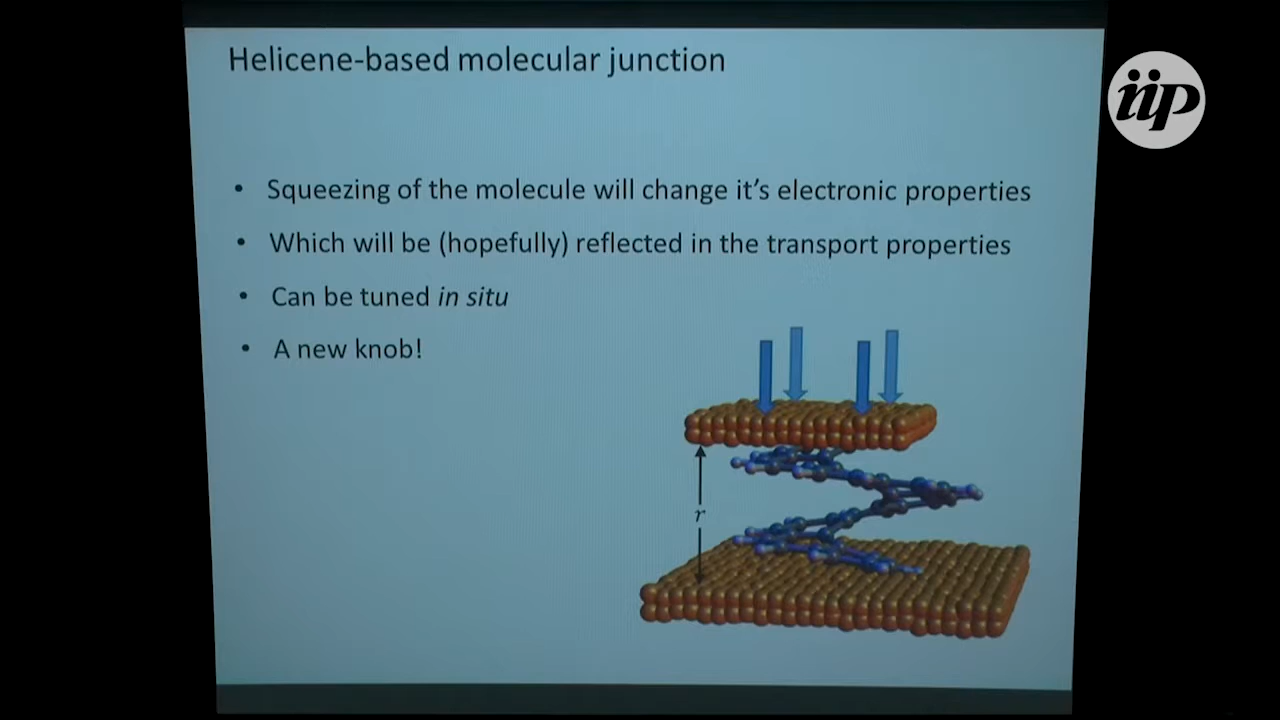 Helicene-based molecular junction
iip
• Squeezing of the molecule will change it's electronic properties
• Which will be (hopefully) reflected in the transport properties
• Can be tuned in situ
• A new knob!
r